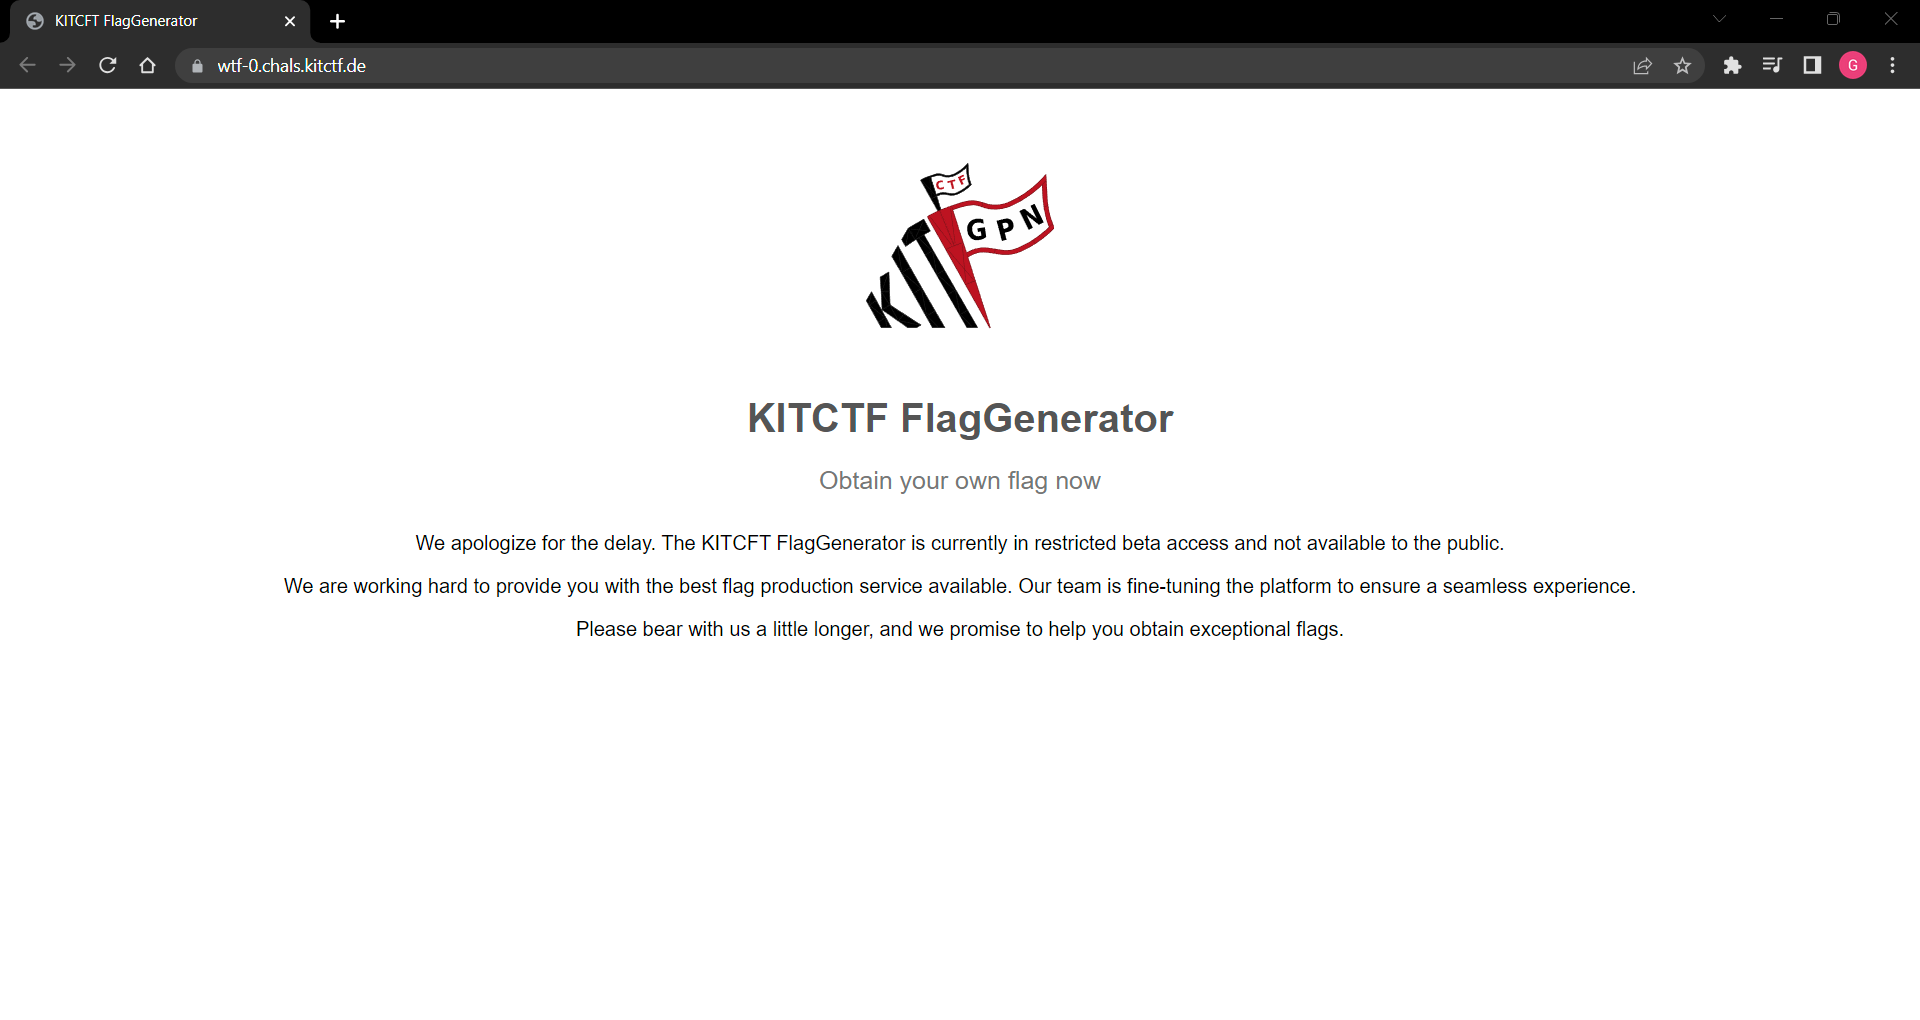 KITCFT FlagGenerator
wtf-0.chals.kitctf.de
G
CTF
GPN
KIT
KITCTF FlagGenerator
Obtain your own flag now
We apologize for the delay. The KITCFT FlagGenerator is currently in restricted beta access and not available to the public.
We are working hard to provide you with the best flag production service available. Our team is fine-tuning the platform to ensure a seamless experience.
Please bear with us a little longer, and we promise to help you obtain exceptional flags.